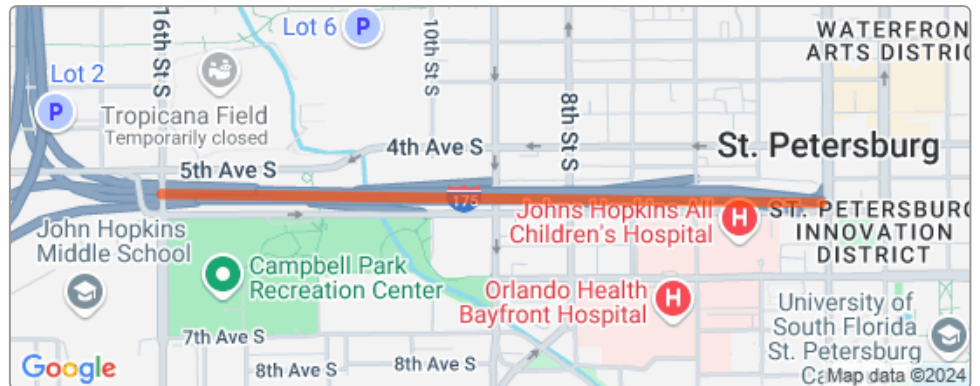 WATERFRON
ARTS DISTRIC
16th St S
Lot 6
P
10th St S
Lot 2
P
8th St S
Tropicana Field
Temporarily closed
4th Ave S
St. Petersburg
5th Ave S
175
Johns Hopkins All
Children's Hospital
H
ST. PETERSBURG
INNOVATION
DISTRICT
John Hopkins
Middle School
Campbell Park
Recreation Center
Orlando Health
Bayfront Hospital
H
University of
South Florida
St. Petersburg
Ca
7th Ave S
8th Ave S
8th Ave S
Google
Map data ©2024